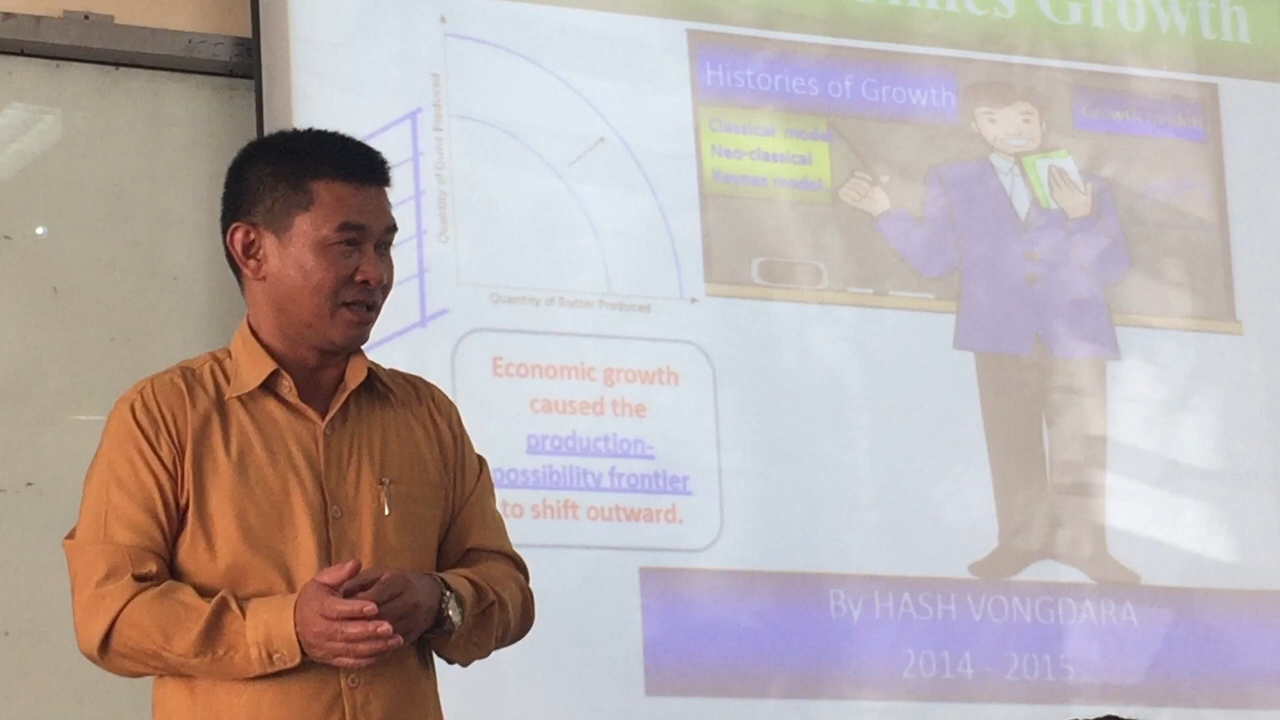 Growth
Quantity of Guns Produced
Quantity of Butter Produced
Histories of Growth
Classical model
Neo-classical
Keynes model
Economic growth
caused the
production-
possibility frontier
to shift outward.
By HASH VONGDARA
2014 - 2015